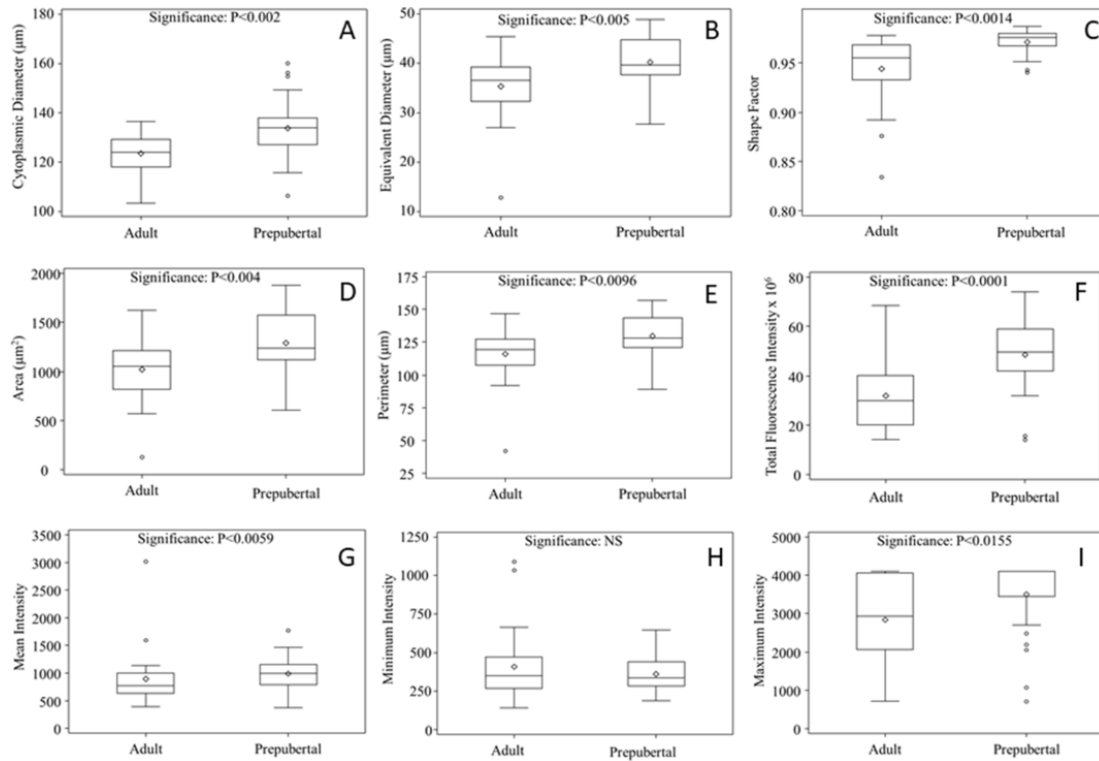 Significance: P<0.002
A
Cytoplasmic Diameter (μm)
180
160
140
120
100
Adult
Prepubertal
Significance: P<0.005
B
Equivalent Diameter (μm)
50
40
30
20
10
Adult
Prepubertal
Significance: P<0.0014
C
Shape Factor
0.95
0.90
0.85
0.80
Adult
Prepubertal
Significance: P<0.004
D
Area (μm²)
2000
1500
1000
500
0
Adult
Prepubertal
Significance: P<0.0096
E
Perimeter (μm)
175
150
125
100
75
50
25
Adult
Prepubertal
Significance: P<0.0001
F
Total Fluorescence Intensity x 10⁶
80
60
40
20
0
Adult
Prepubertal
Significance: P<0.0059
G
Mean Intensity
3500
3000
2500
2000
1500
1000
500
0
Adult
Prepubertal
Significance: NS
H
Minimum Intensity
1250
1000
750
500
250
0
Adult
Prepubertal
Significance: P<0.0155
I
Maximum Intensity
5000
4000
3000
2000
1000
0
Adult
Prepubertal